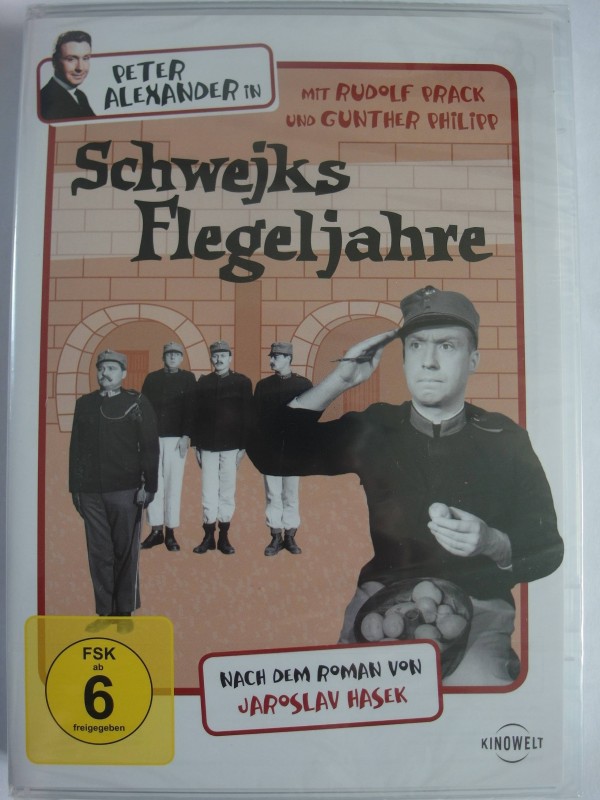 PETER
ALEXANDER in
MIT RUDOLF PRACK
UND GUNTHER PHILIPP
Schwejks
Flegeljahre
FSK
ab
6
freigegeben
NACH DEM ROMAN VON
JAROSLAV HASEK
KINOWELT